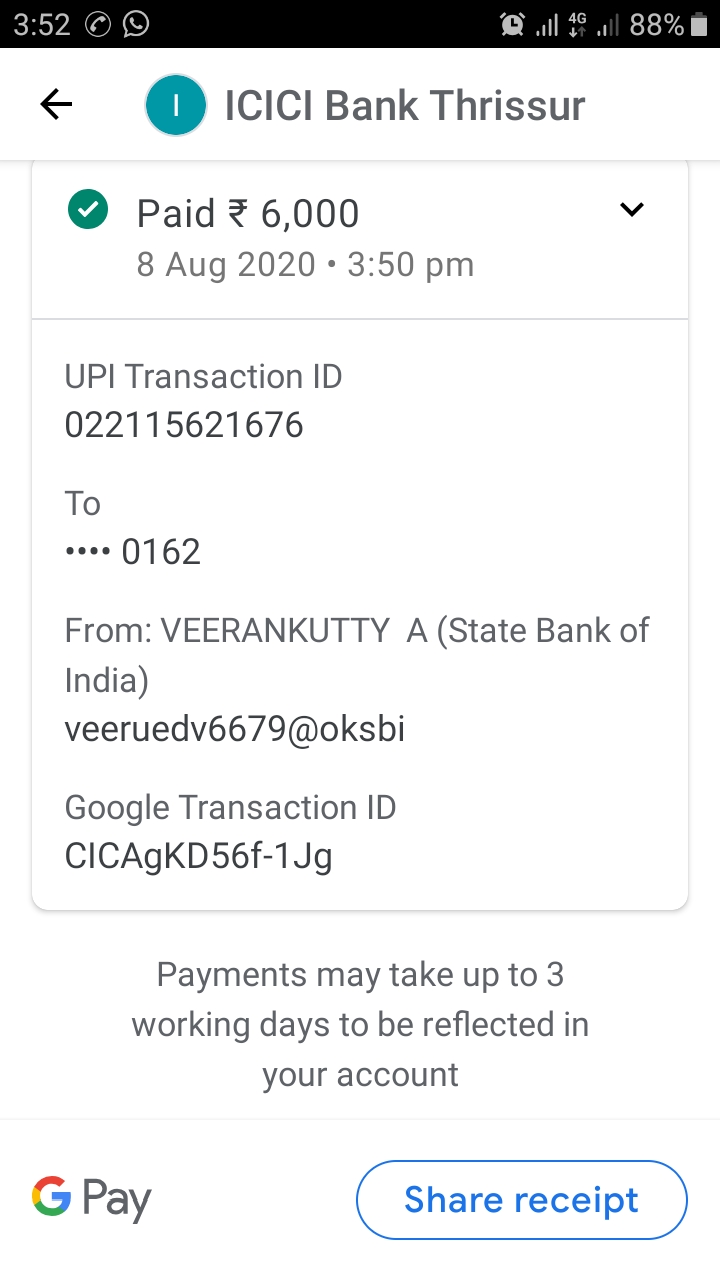 3:52 4G 88%
I ICICI Bank Thrissur
Paid ₹ 6,000
8 Aug 2020 • 3:50 pm
UPI Transaction ID
022115621676
To
•••• 0162
From: VEERANKUTTY A (State Bank of
India)
veeruedv6679@oksbi
Google Transaction ID
CICAgKD56f-1Jg
Payments may take up to 3
working days to be reflected in
your account
G Pay Share receipt